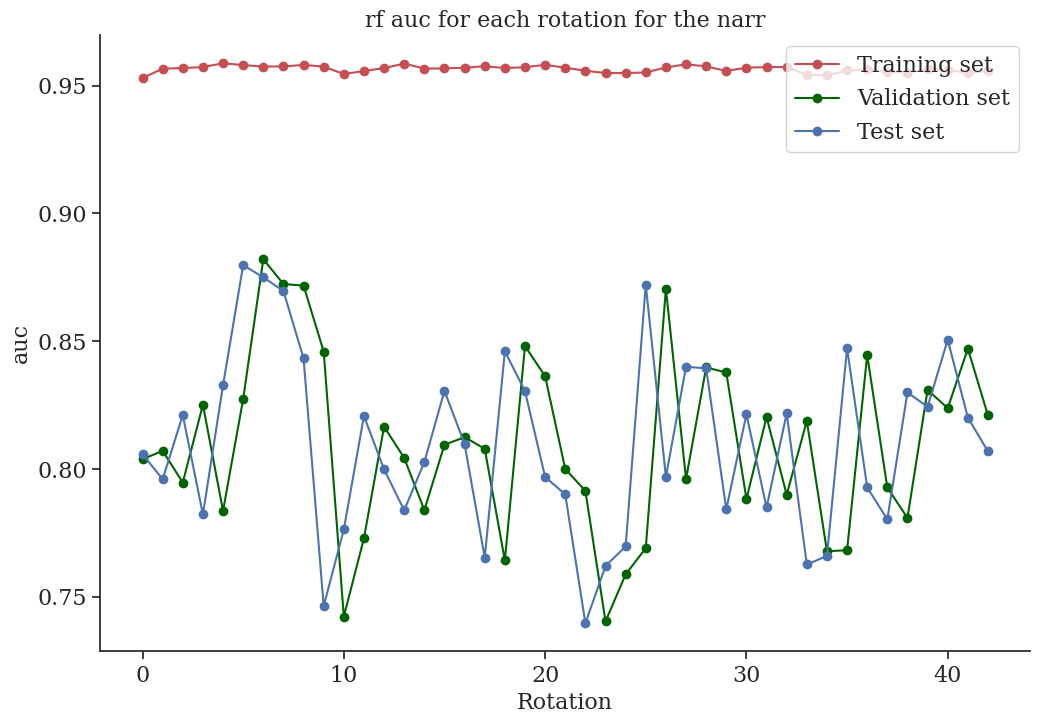 rf auc for each rotation for the narr
Training set
Validation set
Test set
auc
0.95
0.90
0.85
0.80
0.75
0 10 20 30 40
Rotation